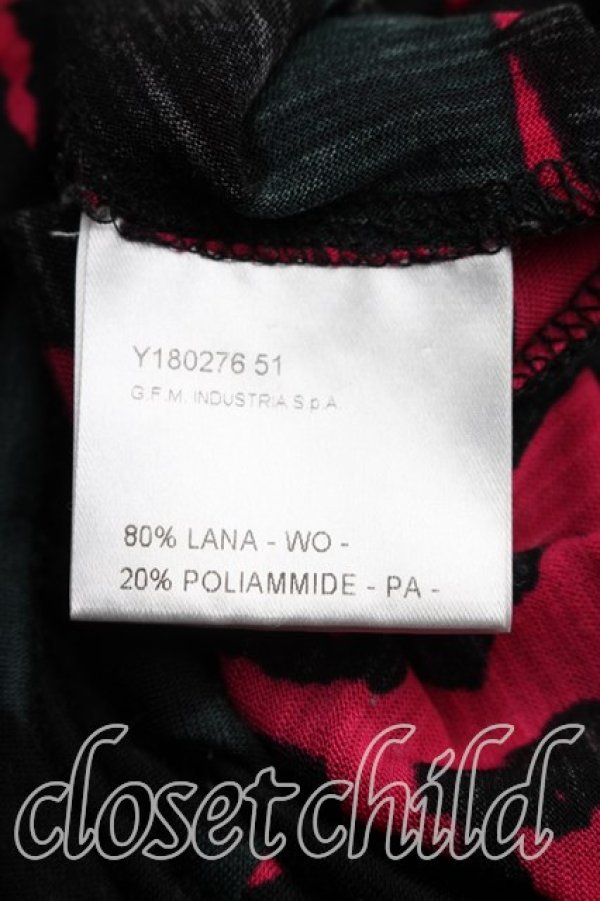 Y180276 51
G.F.M. INDUSTRIA S.p.A.
80% LANA - WO -
20% POLIAMMIDE - PA -
closet child